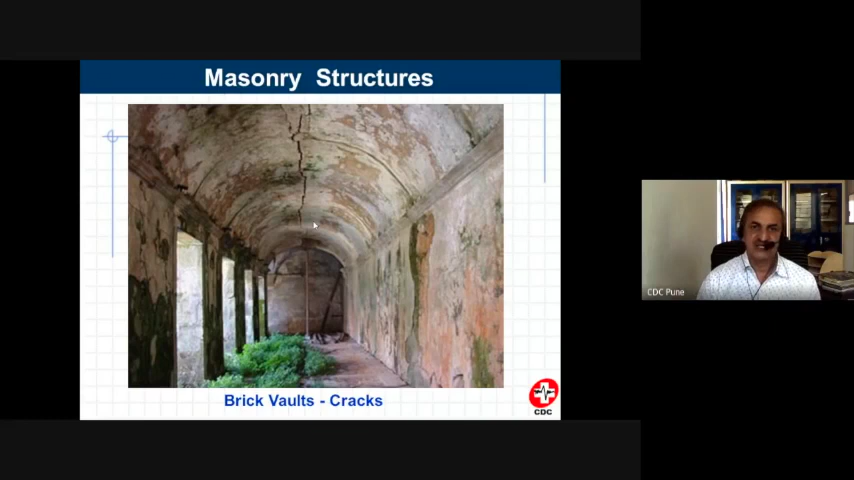 Masonry Structures
Brick Vaults - Cracks
CDC
CDC Pune